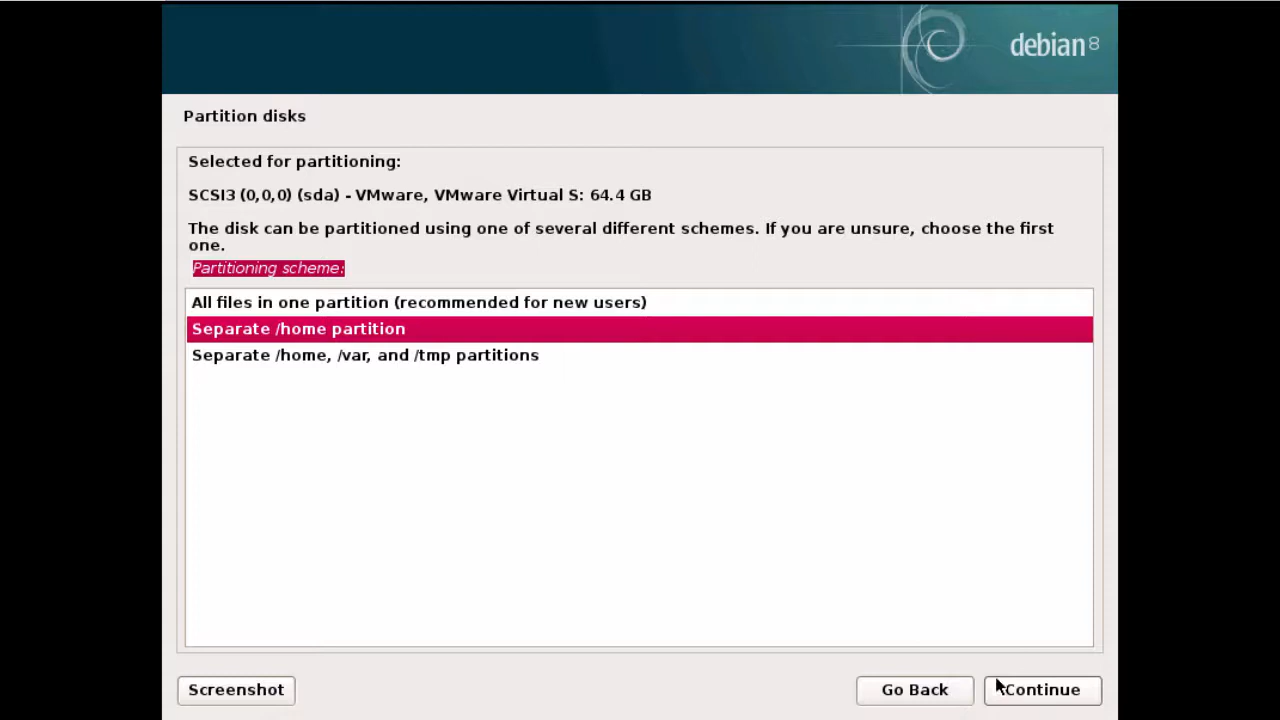 debian 8
Partition disks
Selected for partitioning:
SCSI3 (0,0,0) (sda) - VMware, VMware Virtual S: 64.4 GB
The disk can be partitioned using one of several different schemes. If you are unsure, choose the first
one.
Partitioning scheme:
All files in one partition (recommended for new users)
Separate /home partition
Separate /home, /var, and /tmp partitions
Screenshot
Go Back
Continue